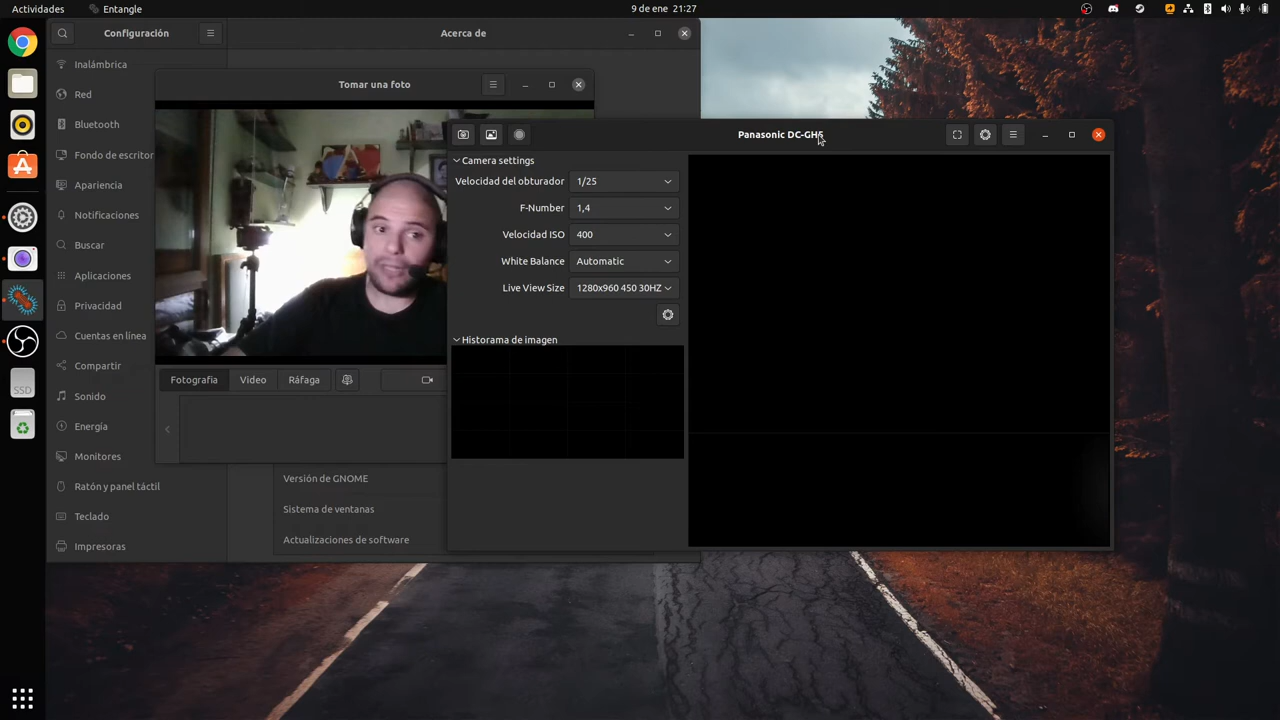 Actividades
Entangle
9 de ene 21:27
Configuración
Acerca de
Inalámbrica
Red
Bluetooth
Fondo de escritor
Apariencia
Notificaciones
Buscar
Aplicaciones
Privacidad
Cuentas en línea
Compartir
Sonido
Energía
Monitores
Ratón y panel táctil
Teclado
Impresoras
Tomar una foto
Fotografía
Video
Ráfaga
Versión de GNOME
Sistema de ventanas
Actualizaciones de software
Panasonic DC-GH6
Camera settings
Velocidad del obturador 1/25
F-Number 1,4
Velocidad ISO 400
White Balance Automatic
Live View Size 1280x960 450 30HZ
Historama de imagen
SSD